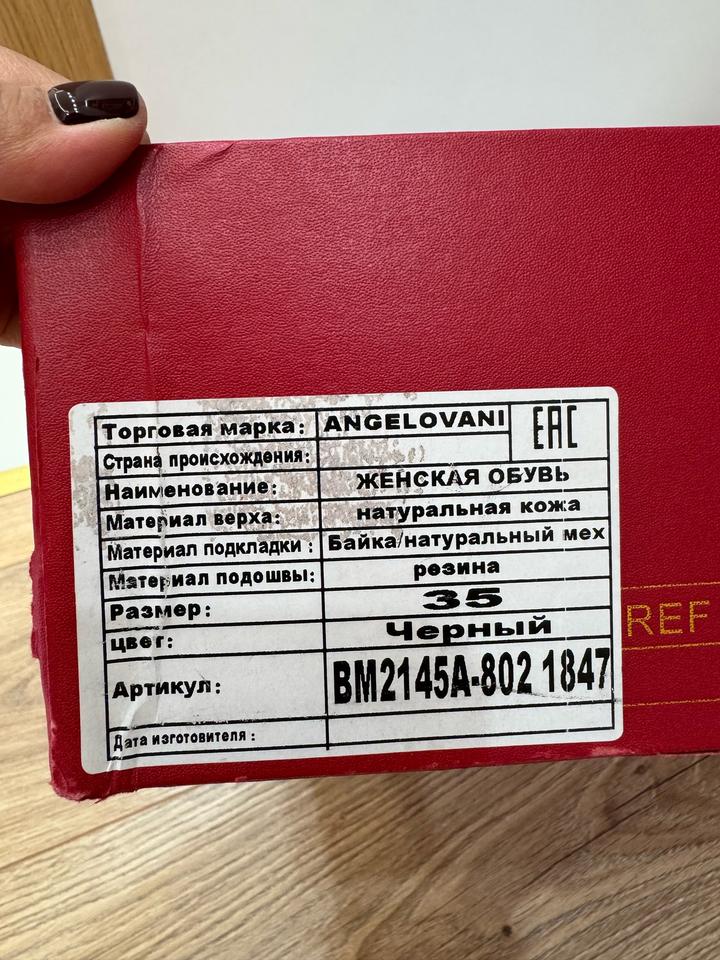 Торговая марка: ANGELOVANI EAC
Страна происхождения:
Наименование: ЖЕНСКАЯ ОБУВЬ
Материал верха: натуральная кожа
Материал подкладки : Байка/натуральный мех
Материал подошвы: резина
Размер: 35
цвет: Черный
Артикул: BM2145A-802 1847
Дата изготовителя :
REF